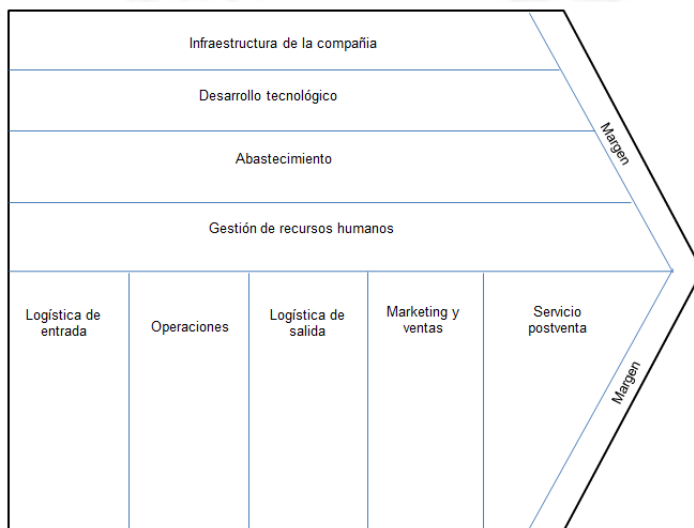 Infraestructura de la compañia
Desarrollo tecnológico
Margen
Abastecimiento
Gestión de recursos humanos
Logística de
entrada
Operaciones
Logística de
salida
Marketing y
ventas
Servicio
postventa
Margen